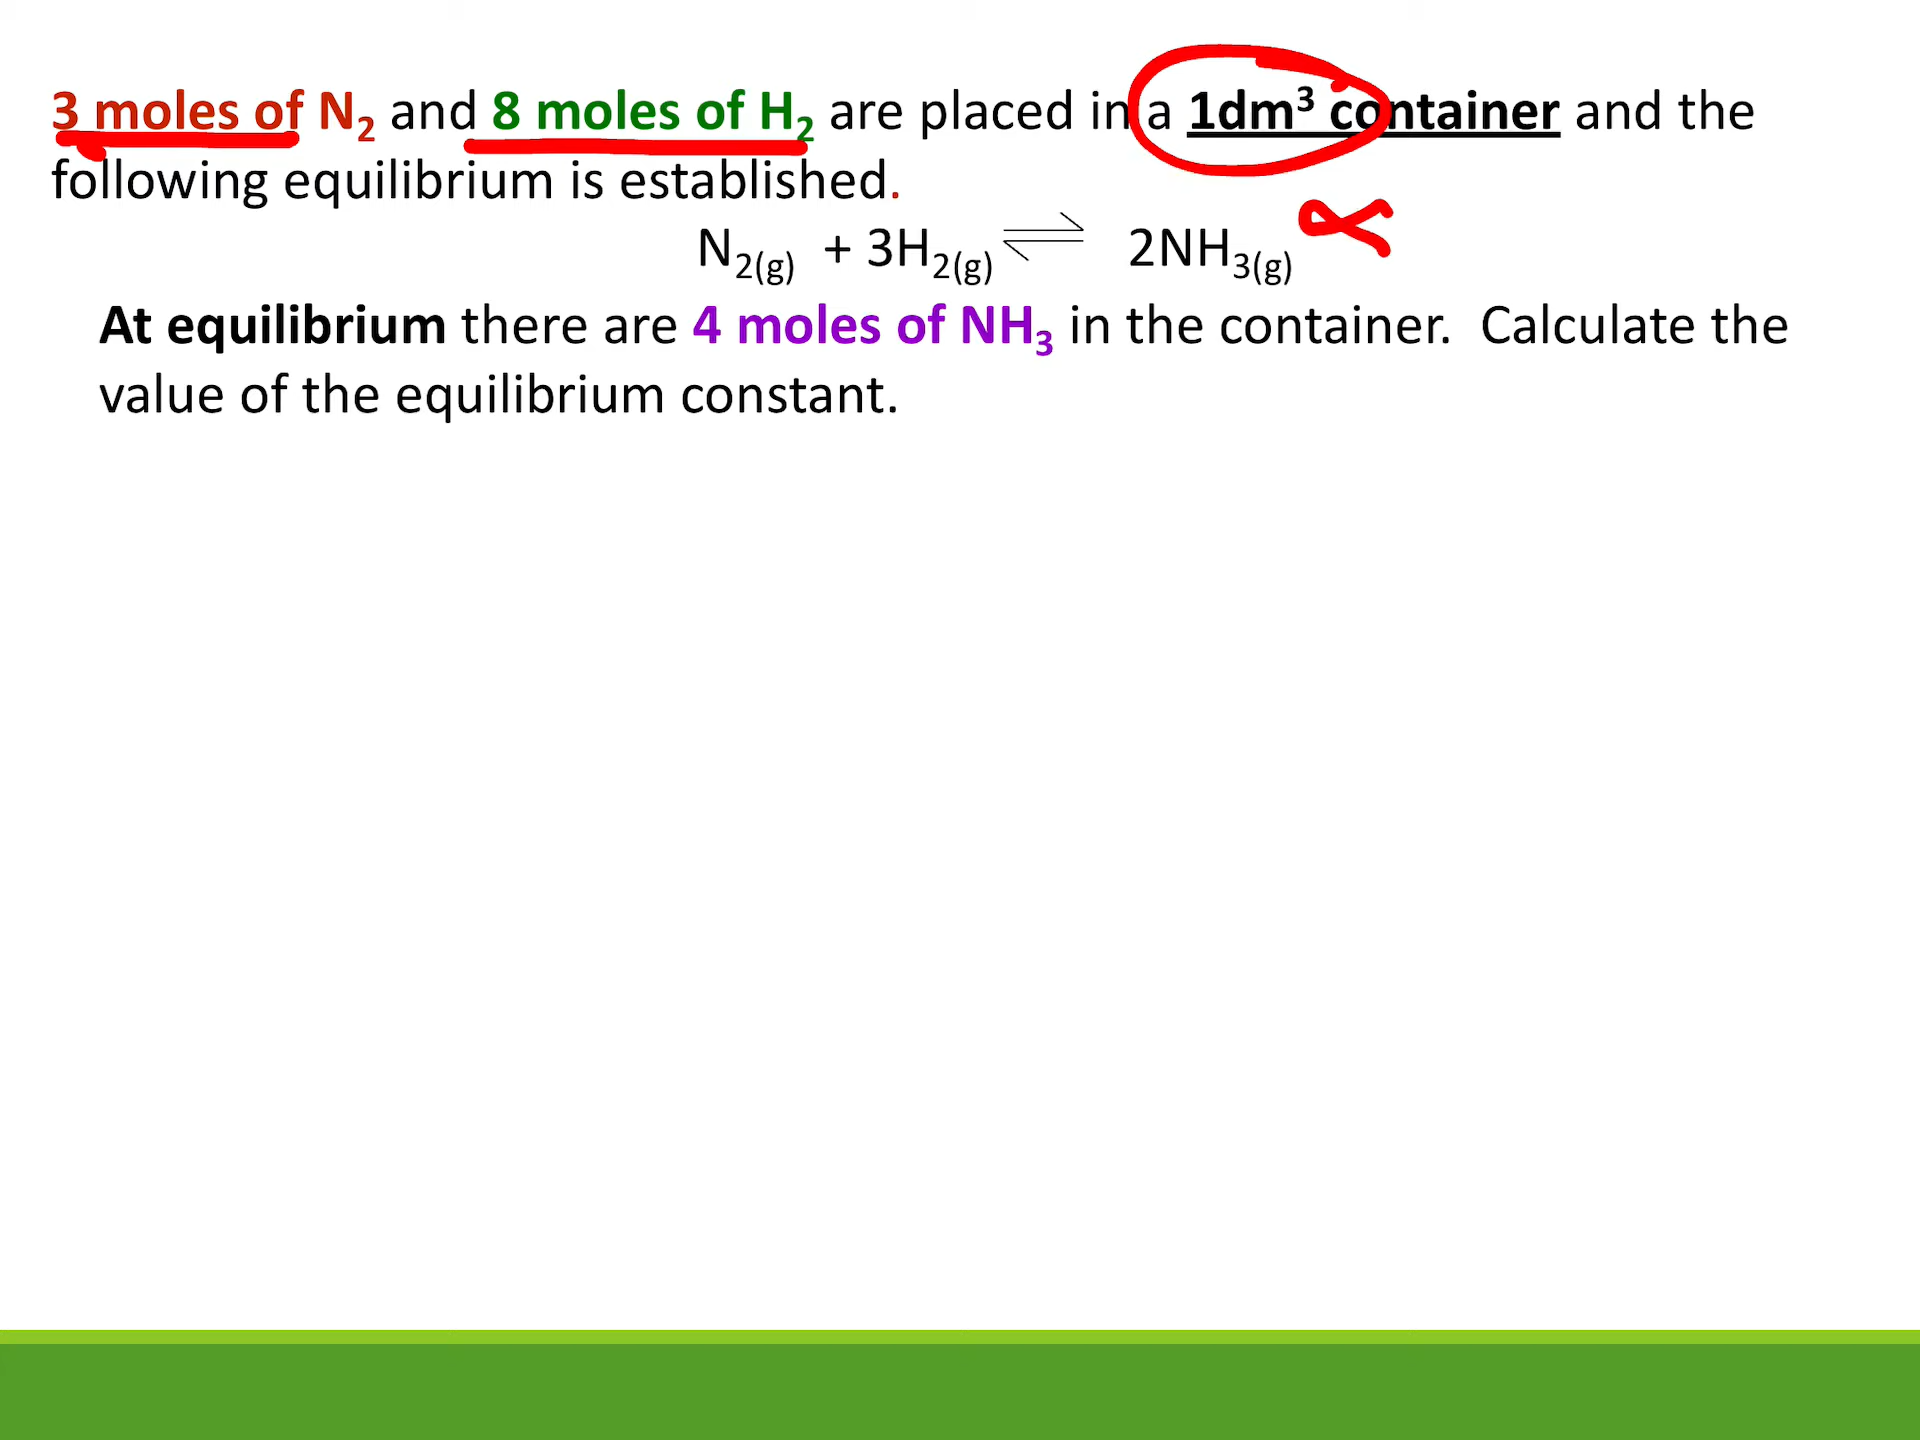 3 moles of N₂ and 8 moles of H₂ are placed in a 1dm³ container and the
following equilibrium is established.
N₂(g) + 3H₂(g) ⇌ 2NH₃(g)
At equilibrium there are 4 moles of NH₃ in the container. Calculate the
value of the equilibrium constant.